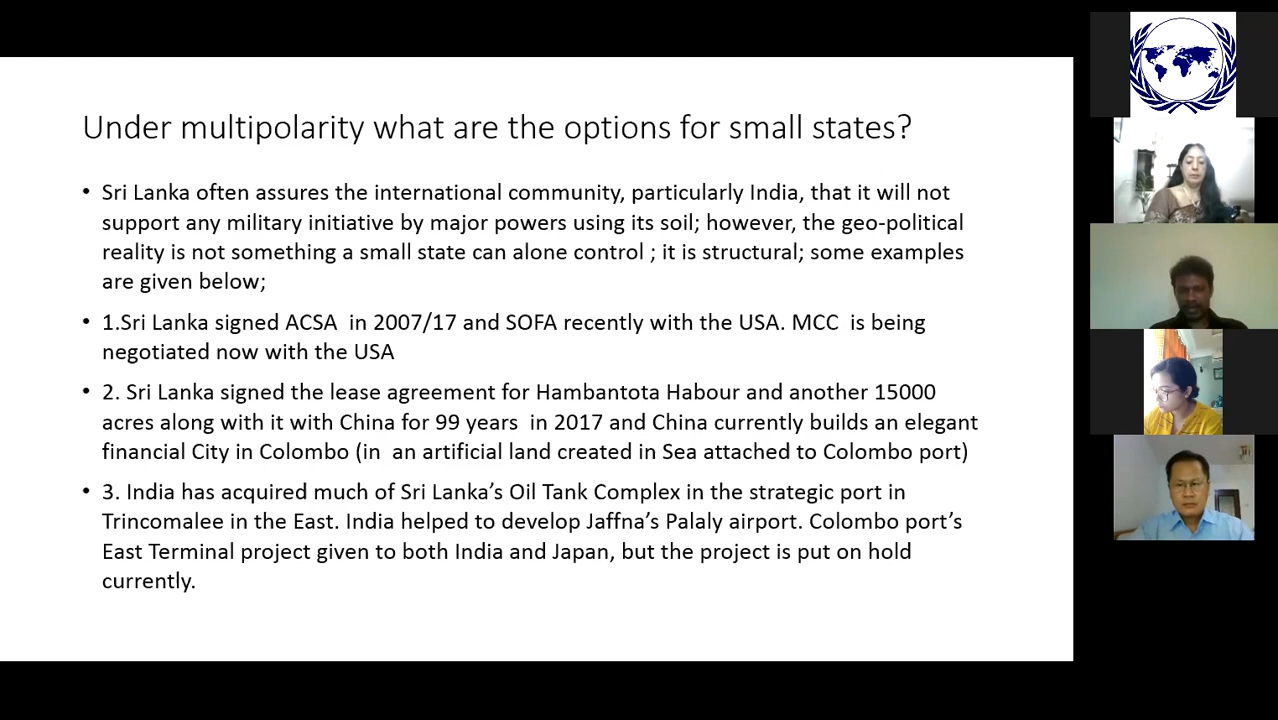 Under multipolarity what are the options for small states?
• Sri Lanka often assures the international community, particularly India, that it will not
support any military initiative by major powers using its soil; however, the geo-political
reality is not something a small state can alone control ; it is structural; some examples
are given below;
• 1.Sri Lanka signed ACSA  in 2007/17 and SOFA recently with the USA. MCC  is being
negotiated now with the USA
• 2. Sri Lanka signed the lease agreement for Hambantota Habour and another 15000
acres along with it with China for 99 years  in 2017 and China currently builds an elegant
financial City in Colombo (in  an artificial land created in Sea attached to Colombo port)
• 3. India has acquired much of Sri Lanka's Oil Tank Complex in the strategic port in
Trincomalee in the East. India helped to develop Jaffna's Palaly airport. Colombo port's
East Terminal project given to both India and Japan, but the project is put on hold
currently.